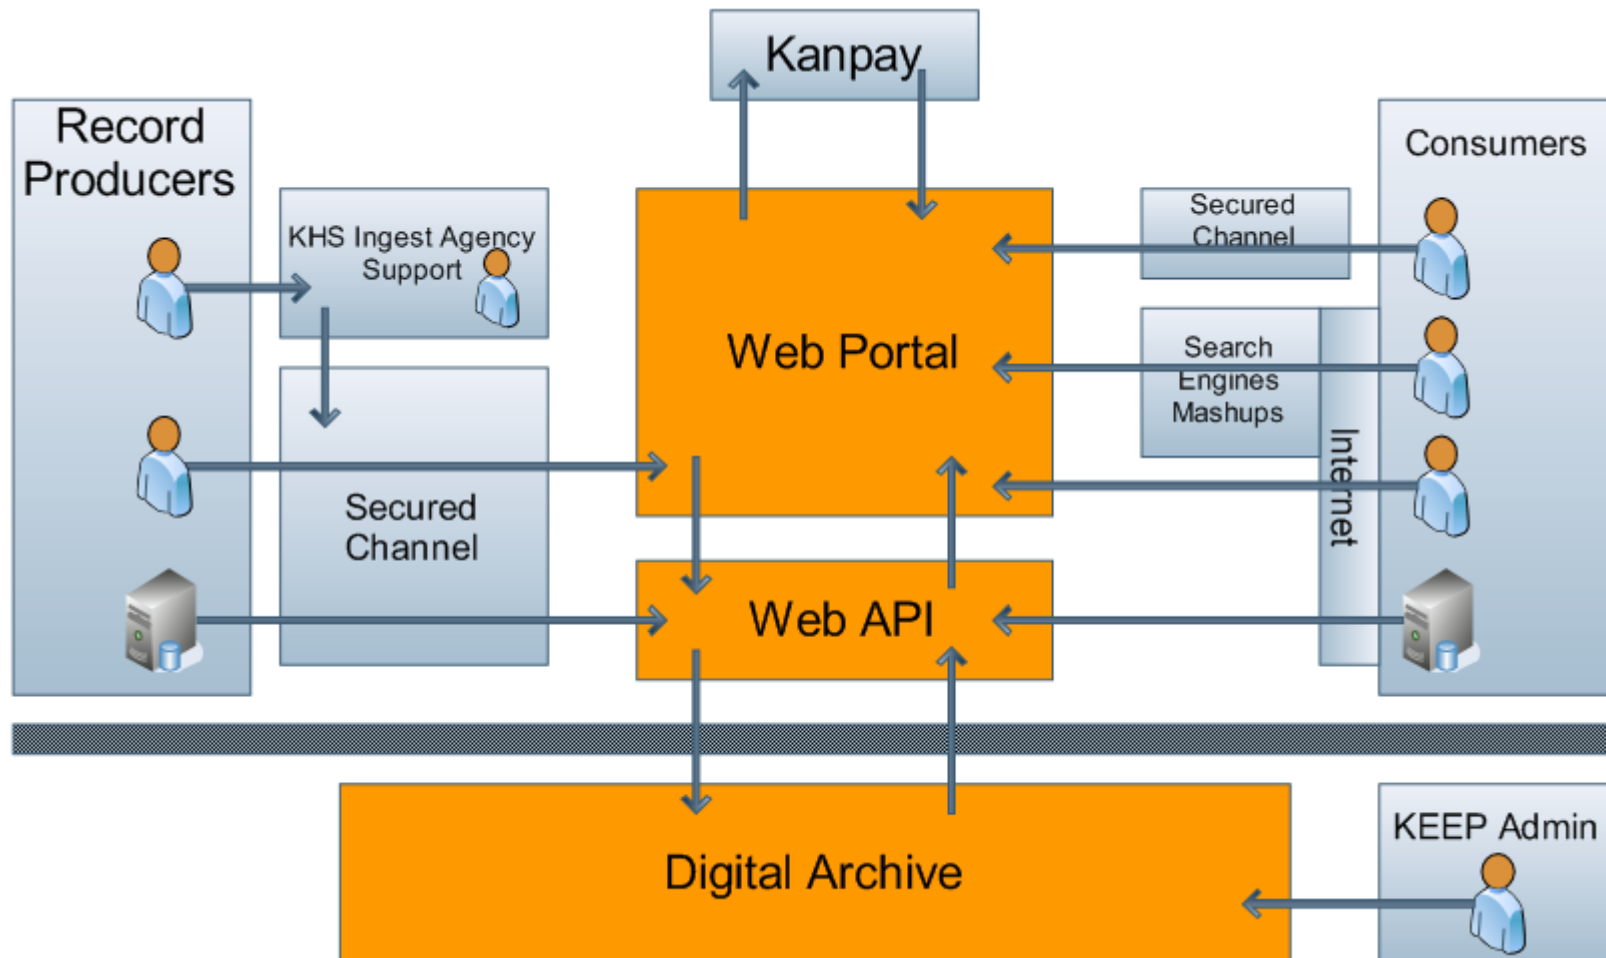 Kanpay
Record
Producers
Consumers
KHS Ingest Agency
Support
Secured
Channel
Web Portal
Search
Engines
Mashups
Internet
Secured
Channel
Web API
Digital Archive
KEEP Admin